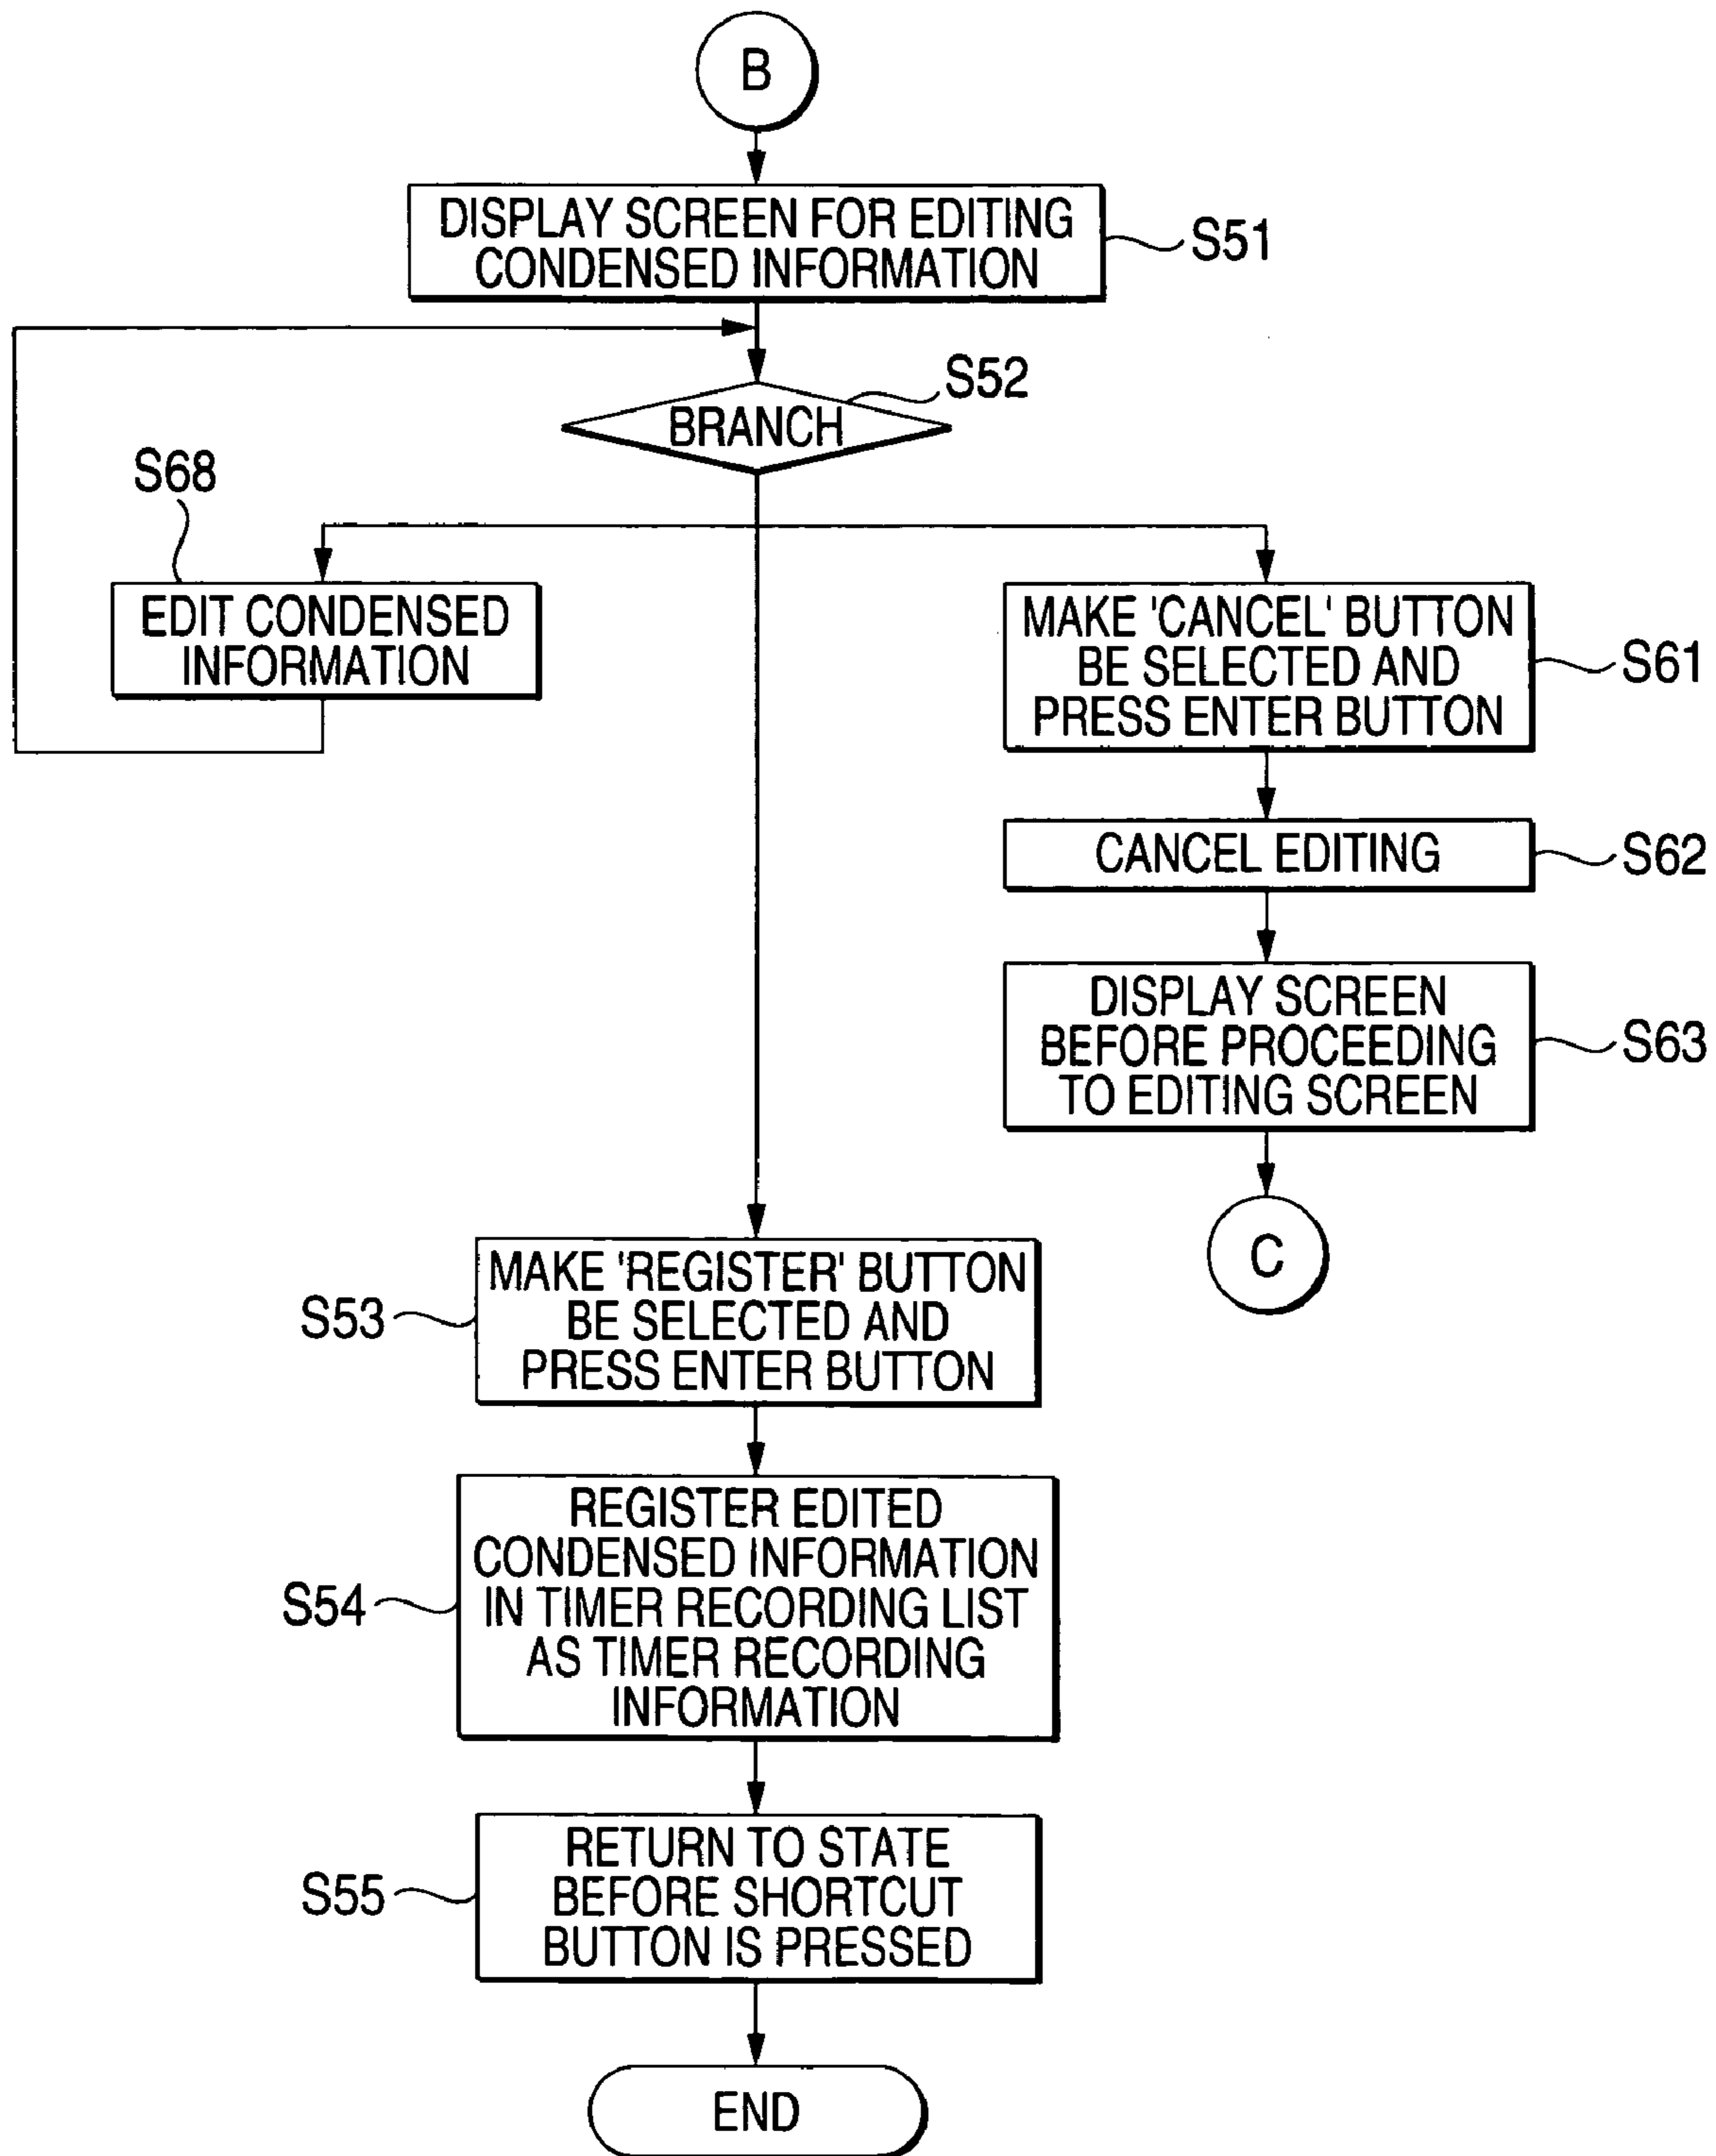 B
DISPLAY SCREEN FOR EDITING
CONDENSED INFORMATION
S51
S52
BRANCH
S68
EDIT CONDENSED
INFORMATION
MAKE 'CANCEL' BUTTON
BE SELECTED AND
PRESS ENTER BUTTON
S61
CANCEL EDITING
S62
DISPLAY SCREEN
BEFORE PROCEEDING
TO EDITING SCREEN
S63
C
MAKE 'REGISTER' BUTTON
BE SELECTED AND
PRESS ENTER BUTTON
S53
REGISTER EDITED
CONDENSED INFORMATION
IN TIMER RECORDING LIST
AS TIMER RECORDING
INFORMATION
S54
RETURN TO STATE
BEFORE SHORTCUT
BUTTON IS PRESSED
S55
END